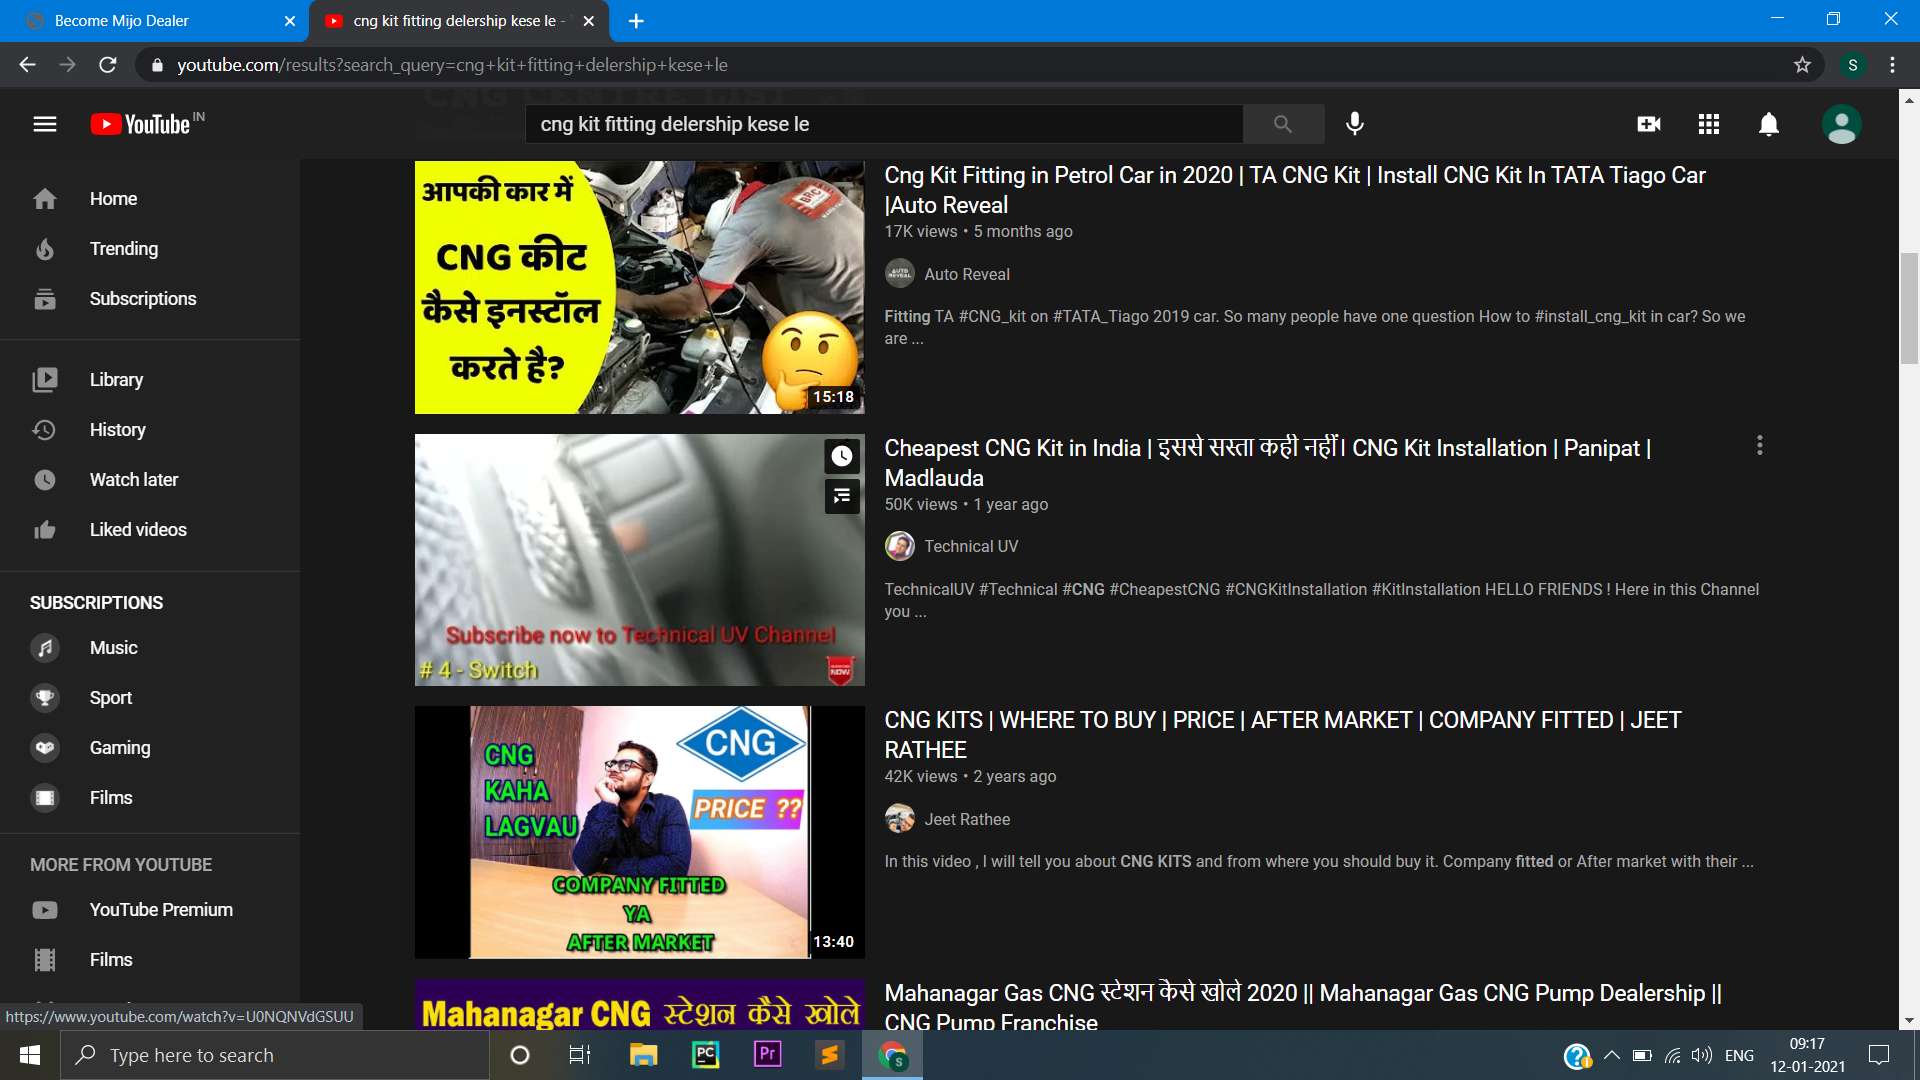 Become Mijo Dealer
cng kit fitting delership kese le -
youtube.com/results?search_query=cng+kit+fitting+delership+kese+le
S
CNG CENTRE LIST
YouTube IN
cng kit fitting delership kese le
Home
Trending
Subscriptions
Library
History
Watch later
Liked videos
SUBSCRIPTIONS
Music
Sport
Gaming
Films
MORE FROM YOUTUBE
YouTube Premium
Films
https://www.youtube.com/watch?v=U0NQNVdGSUU
आपकी कार में
CNG कीट
कैसे इनस्टॉल
करते है?
BRC
15:18
Cng Kit Fitting in Petrol Car in 2020 | TA CNG Kit | Install CNG Kit In TATA Tiago Car
|Auto Reveal
17K views • 5 months ago
AUTO
REVEAL
Auto Reveal
Fitting TA #CNG_kit on #TATA_Tiago 2019 car. So many people have one question How to #install_cng_kit in car? So we
are ...
Subscribe now to Technical UV Channel
# 4 - Switch
NOW
Cheapest CNG Kit in India | इससे सस्ता कही नहीं। CNG Kit Installation | Panipat |
Madlauda
50K views • 1 year ago
Technical UV
TechnicalUV #Technical #CNG #CheapestCNG #CNGKitInstallation #KitInstallation HELLO FRIENDS ! Here in this Channel
you ...
CNG
KAHA
LAGVAU
CNG
PRICE ??
COMPANY FITTED
YA
AFTER MARKET
13:40
CNG KITS | WHERE TO BUY | PRICE | AFTER MARKET | COMPANY FITTED | JEET
RATHEE
42K views • 2 years ago
Jeet Rathee
In this video , I will tell you about CNG KITS and from where you should buy it. Company fitted or After market with their ...
Mahanagar CNG स्टेशन कैसे खोले
Mahanagar Gas CNG स्टेशन कैसे खोले 2020 || Mahanagar Gas CNG Pump Dealership ||
CNG Pump Franchise
Type here to search
PC
Pr
S
ENG
09:17
12-01-2021